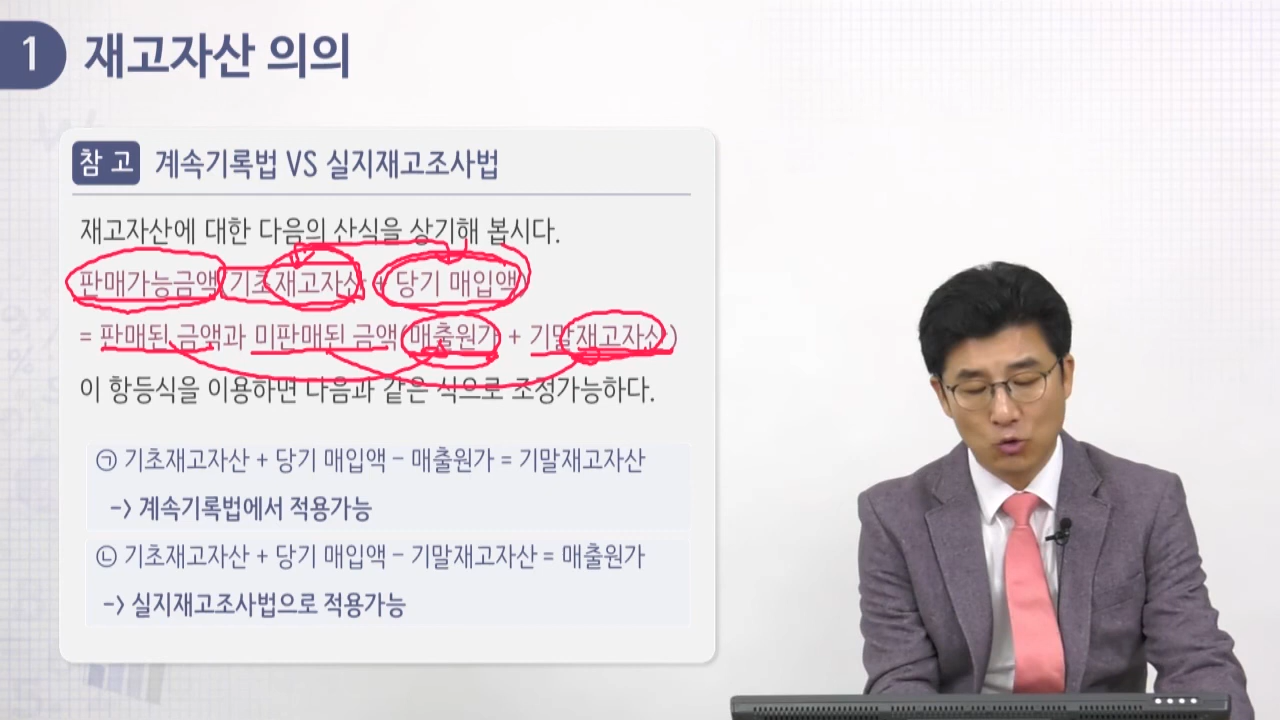 1 재고자산 의의
참 고 계속기록법 VS 실지재고조사법
재고자산에 대한 다음의 산식을 상기해 봅시다.
판매가능금액(기초재고자산 + 당기 매입액)
= 판매된 금액과 미판매된 금액(매출원가 + 기말재고자산)
이 항등식을 이용하면 다음과 같은 식으로 조정가능하다.
㉠ 기초재고자산 + 당기 매입액 - 매출원가 = 기말재고자산
-> 계속기록법에서 적용가능
㉡ 기초재고자산 + 당기 매입액 - 기말재고자산 = 매출원가
-> 실지재고조사법으로 적용가능